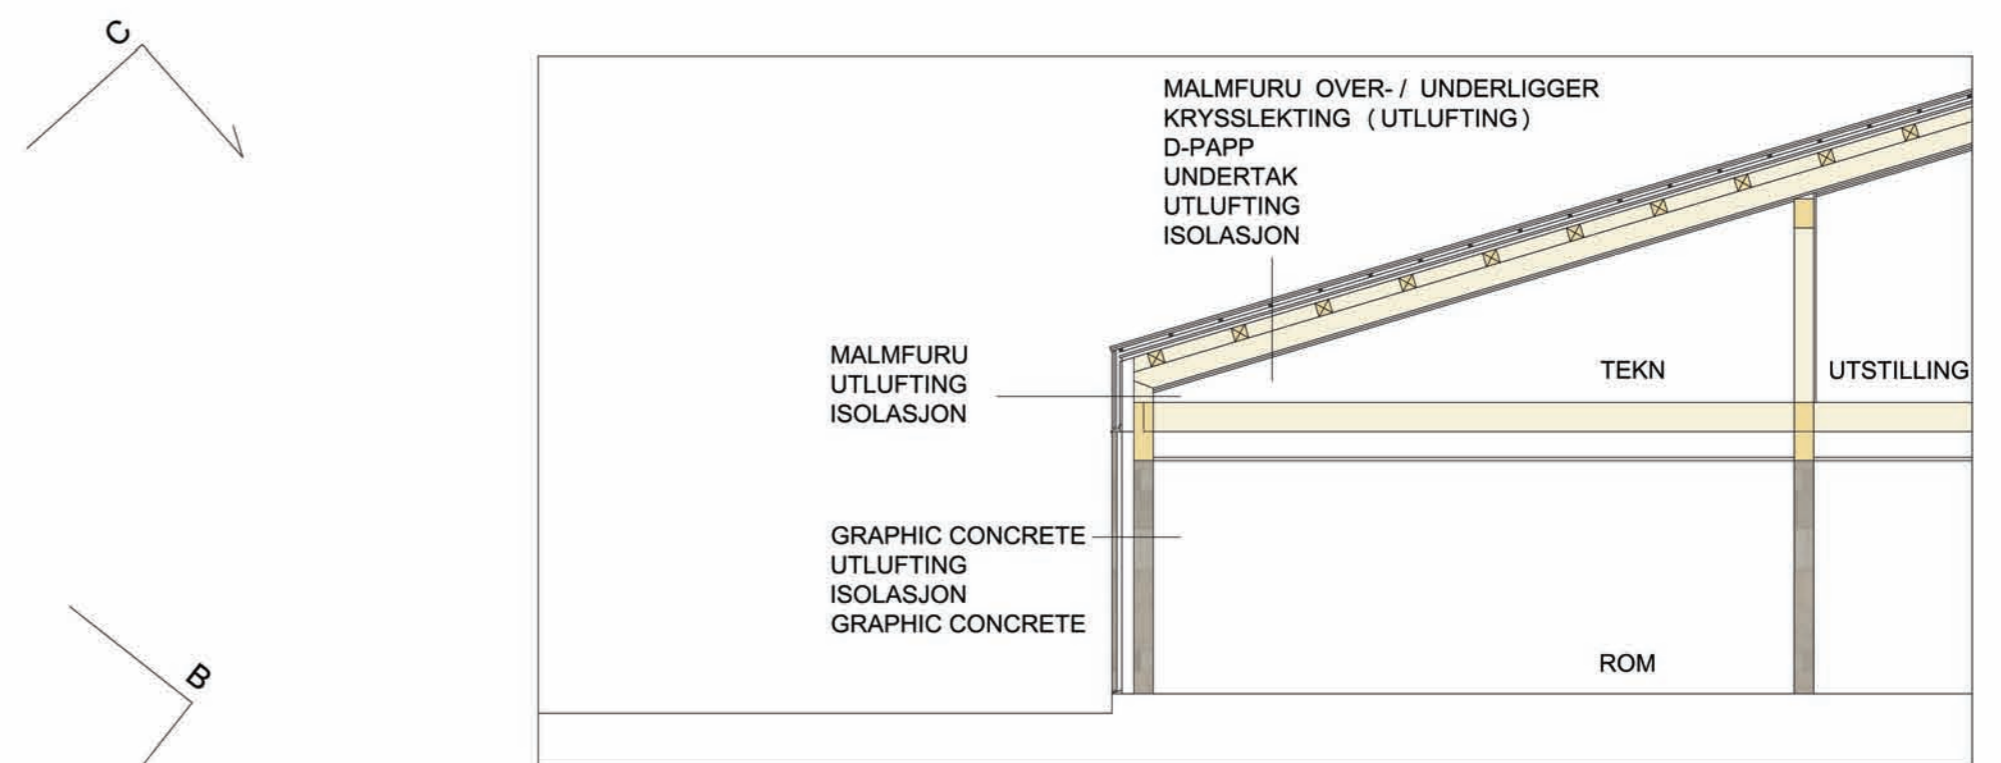 C
MALMFURU OVER- / UNDERLIGGER
KRYSSLEKTING (UTLUFTING)
D-PAPP
UNDERTAK
UTLUFTING
ISOLASJON
MALMFURU
UTLUFTING
ISOLASJON
TEKN
UTSTILLING
GRAPHIC CONCRETE
UTLUFTING
ISOLASJON
GRAPHIC CONCRETE
ROM
B